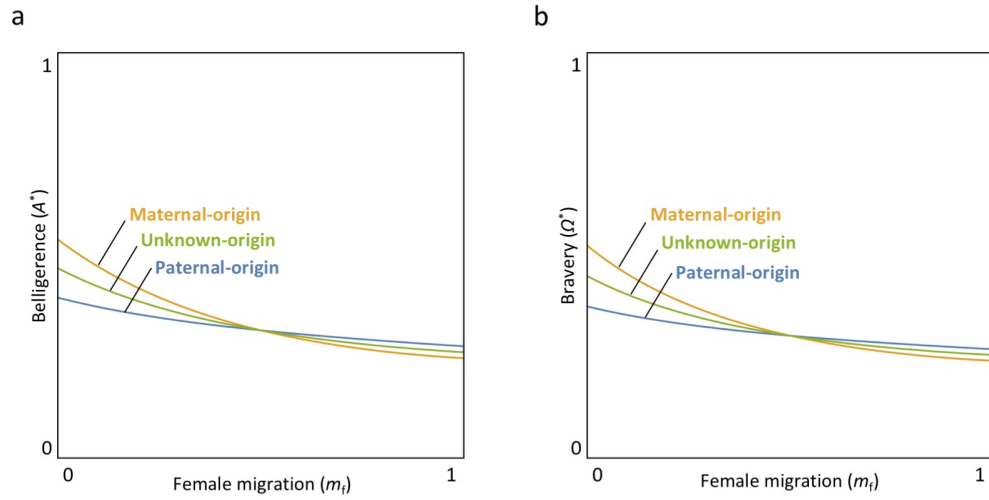 a
1
Belligerence (A*)
Maternal-origin
Unknown-origin
Paternal-origin
0
0
1
Female migration (mf)
b
1
Bravery (Ω*)
Maternal-origin
Unknown-origin
Paternal-origin
0
0
1
Female migration (mf)